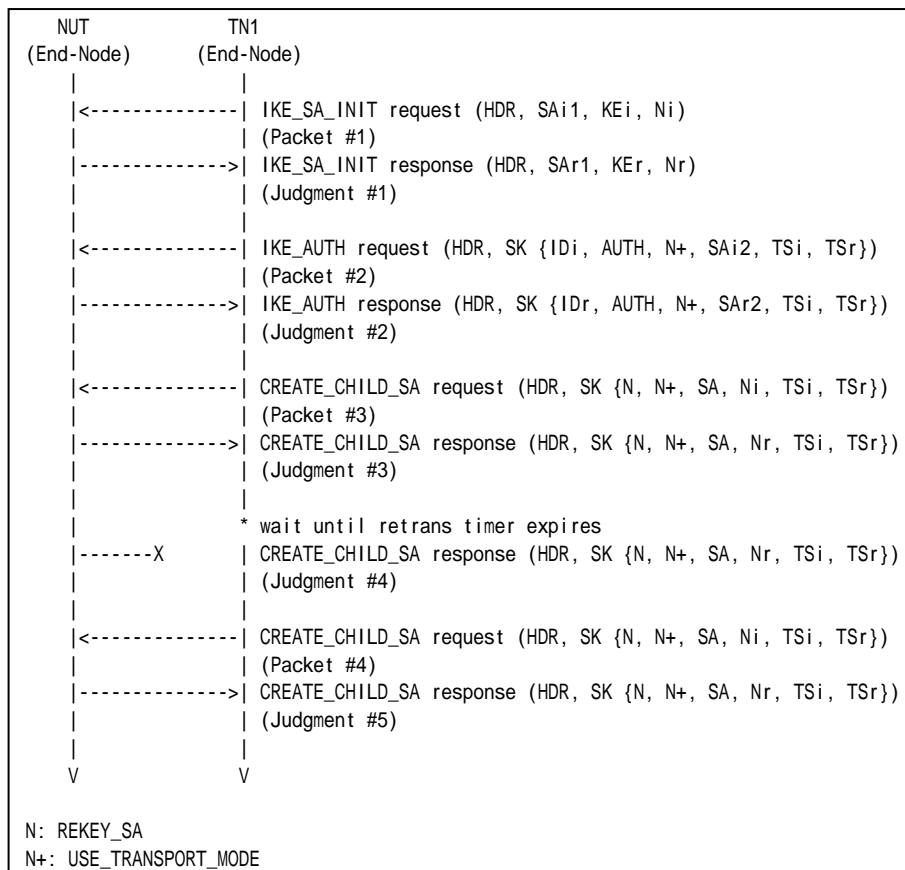 NUT TN1
(End-Node) (End-Node)
| |
|<--------------| IKE_SA_INIT request (HDR, SAi1, KEi, Ni)
| | (Packet #1)
|-------------->| IKE_SA_INIT response (HDR, SAr1, KEr, Nr)
| | (Judgment #1)
| |
|<--------------| IKE_AUTH request (HDR, SK {IDi, AUTH, N+, SAi2, TSi, TSr})
| | (Packet #2)
|-------------->| IKE_AUTH response (HDR, SK {IDr, AUTH, N+, SAr2, TSi, TSr})
| | (Judgment #2)
| |
|<--------------| CREATE_CHILD_SA request (HDR, SK {N, N+, SA, Ni, TSi, TSr})
| | (Packet #3)
|-------------->| CREATE_CHILD_SA response (HDR, SK {N, N+, SA, Nr, TSi, TSr})
| | (Judgment #3)
| |
| * wait until retrans timer expires
|-------X | CREATE_CHILD_SA response (HDR, SK {N, N+, SA, Nr, TSi, TSr})
| | (Judgment #4)
| |
|<--------------| CREATE_CHILD_SA request (HDR, SK {N, N+, SA, Ni, TSi, TSr})
| | (Packet #4)
|-------------->| CREATE_CHILD_SA response (HDR, SK {N, N+, SA, Nr, TSi, TSr})
| | (Judgment #5)
| |
V V
N: REKEY_SA
N+: USE_TRANSPORT_MODE